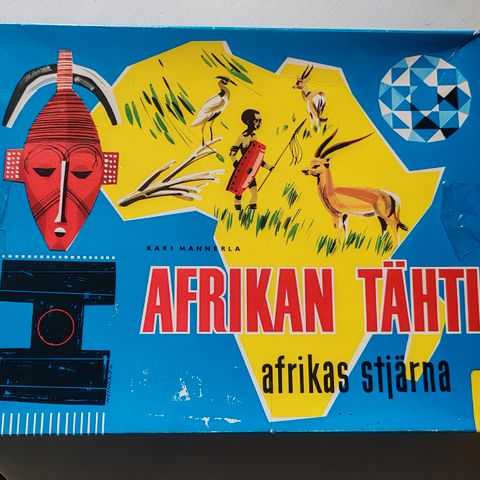 KARI MANNERLA
AFRIKAN TÄHTI
afrikas stjärna